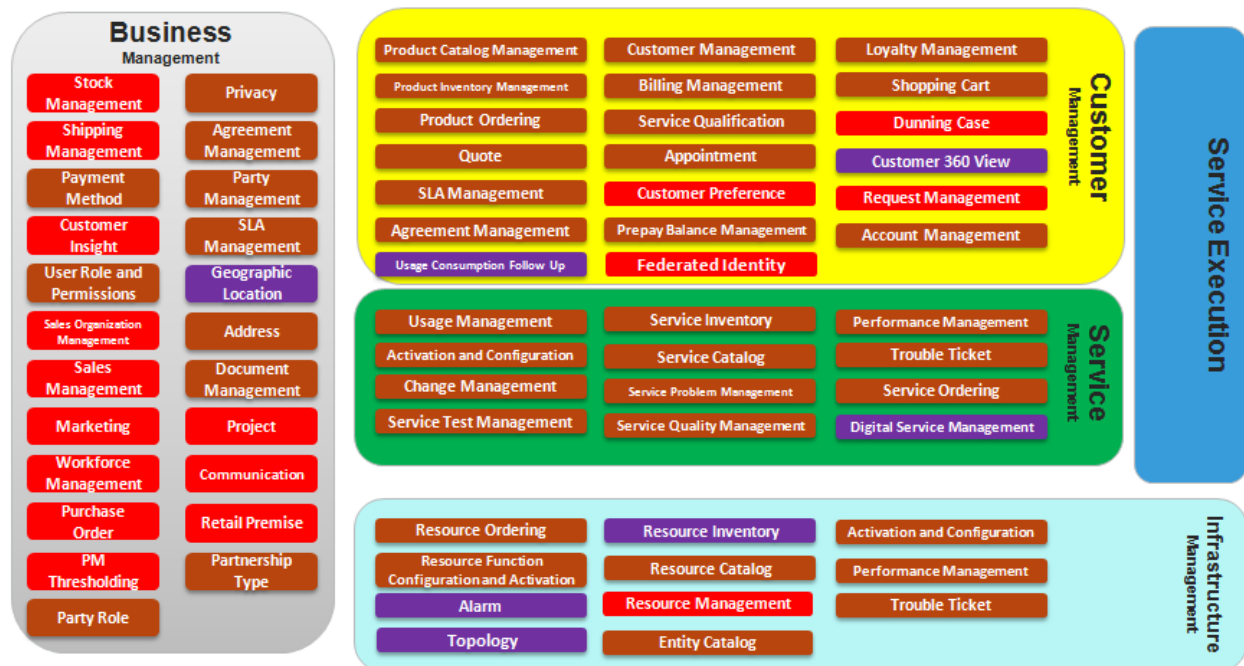 Business
Management
Stock
Management
Privacy
Shipping
Management
Agreement
Management
Payment
Method
Party
Management
Customer
Insight
SLA
Management
User Role and
Permissions
Geographic
Location
Sales Organization
Management
Address
Sales
Management
Document
Management
Marketing
Project
Workforce
Management
Communication
Purchase
Order
Retail Premise
PM
Thresholding
Partnership
Type
Party Role
Product Catalog Management
Customer Management
Loyalty Management
Product Inventory Management
Billing Management
Shopping Cart
Product Ordering
Service Qualification
Dunning Case
Quote
Appointment
Customer 360 View
SLA Management
Customer Preference
Request Management
Agreement Management
Prepay Balance Management
Account Management
Usage Consumption Follow Up
Federated Identity
Customer
Management
Usage Management
Service Inventory
Performance Management
Activation and Configuration
Service Catalog
Trouble Ticket
Change Management
Service Problem Management
Service Ordering
Service Test Management
Service Quality Management
Digital Service Management
Service
Management
Service Execution
Resource Ordering
Resource Inventory
Activation and Configuration
Resource Function
Configuration and Activation
Resource Catalog
Performance Management
Alarm
Resource Management
Trouble Ticket
Topology
Entity Catalog
Infrastructure
Management